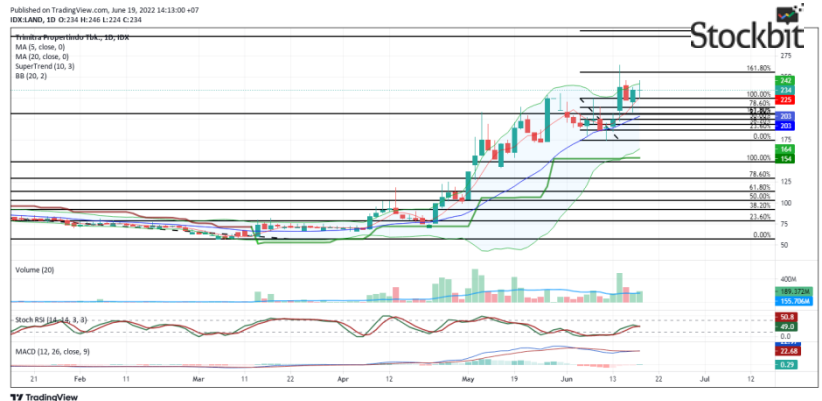 Published on TradingView.com, June 19, 2022 14:13:00 +07
IDX:LAND, 1D O:234 H:246 L:224 C:234
Stockbit
Trimitra Propertindo Tbk., 1D, IDX
MA (5, close, 0)
MA (20, close, 0)
SuperTrend (10, 3)
BB (20, 2)
275
161.80%
242
234
100.00%
225
78.60%
203
23.60%
203
0.00%
175
164
100.00%
154
78.60%
125
61.80%
50.00%
100
38.20%
23.60%
75
0.00%
50
Volume (20)
400M
189.372M
155.706M
Stoch RSI (14, 14, 3, 3)
50.8
49.0
0.0
MACD (12, 26, close, 9)
22.68
0.29
21 Feb 11 Mar 22 Apr 11 May 19 Jun 13 22 Jul 12
TradingView